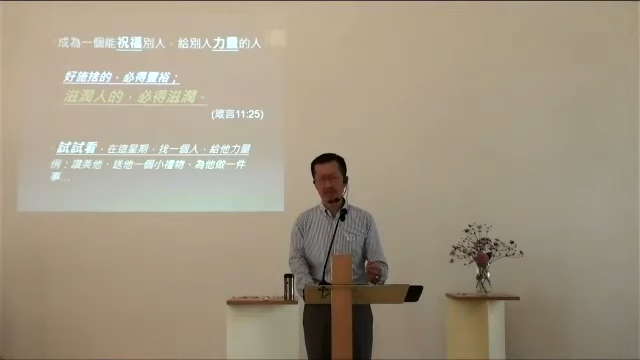 成為一個能祝福別人，給別人力量的人
好施捨的，必得豐裕；
滋潤人的，必得滋潤。
(箴言11:25)
試試看，在這星期，找一個人，給他力量
例：讚美他、送他一個小禮物、為他做一件
事…